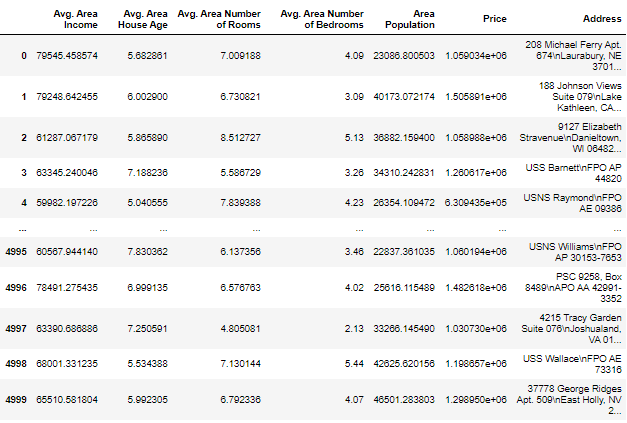 Avg. Area Income Avg. Area House Age Avg. Area Number of Rooms Avg. Area Number of Bedrooms Area Population Price Address
0 79545.458574 5.682861 7.009188 4.09 23086.800503 1.059034e+06 208 Michael Ferry Apt. 674\nLaurabury, NE 3701...
1 79248.642455 6.002900 6.730821 3.09 40173.072174 1.505891e+06 188 Johnson Views Suite 079\nLake Kathleen, CA...
2 61287.067179 5.865890 8.512727 5.13 36882.159400 1.058988e+06 9127 Elizabeth Stravenue\nDanieltown, WI 06482...
3 63345.240046 7.188236 5.586729 3.26 34310.242831 1.260617e+06 USS Barnett\nFPO AP 44820
4 59982.197226 5.040555 7.839388 4.23 26354.109472 6.309435e+05 USNS Raymond\nFPO AE 09386
... ... ... ... ... ... ... ...
4995 60567.944140 7.830362 6.137356 3.46 22837.361035 1.060194e+06 USNS Williams\nFPO AP 30153-7653
4996 78491.275435 6.999135 6.576763 4.02 25616.115489 1.482618e+06 PSC 9258, Box 8489\nAPO AA 42991-3352
4997 63390.686886 7.250591 4.805081 2.13 33266.145490 1.030730e+06 4215 Tracy Garden Suite 076\nJoshualand, VA 01...
4998 68001.331235 5.534388 7.130144 5.44 42625.620156 1.198657e+06 USS Wallace\nFPO AE 73316
4999 65510.581804 5.992305 6.792336 4.07 46501.283803 1.298950e+06 37778 George Ridges Apt. 509\nEast Holly, NV 2...